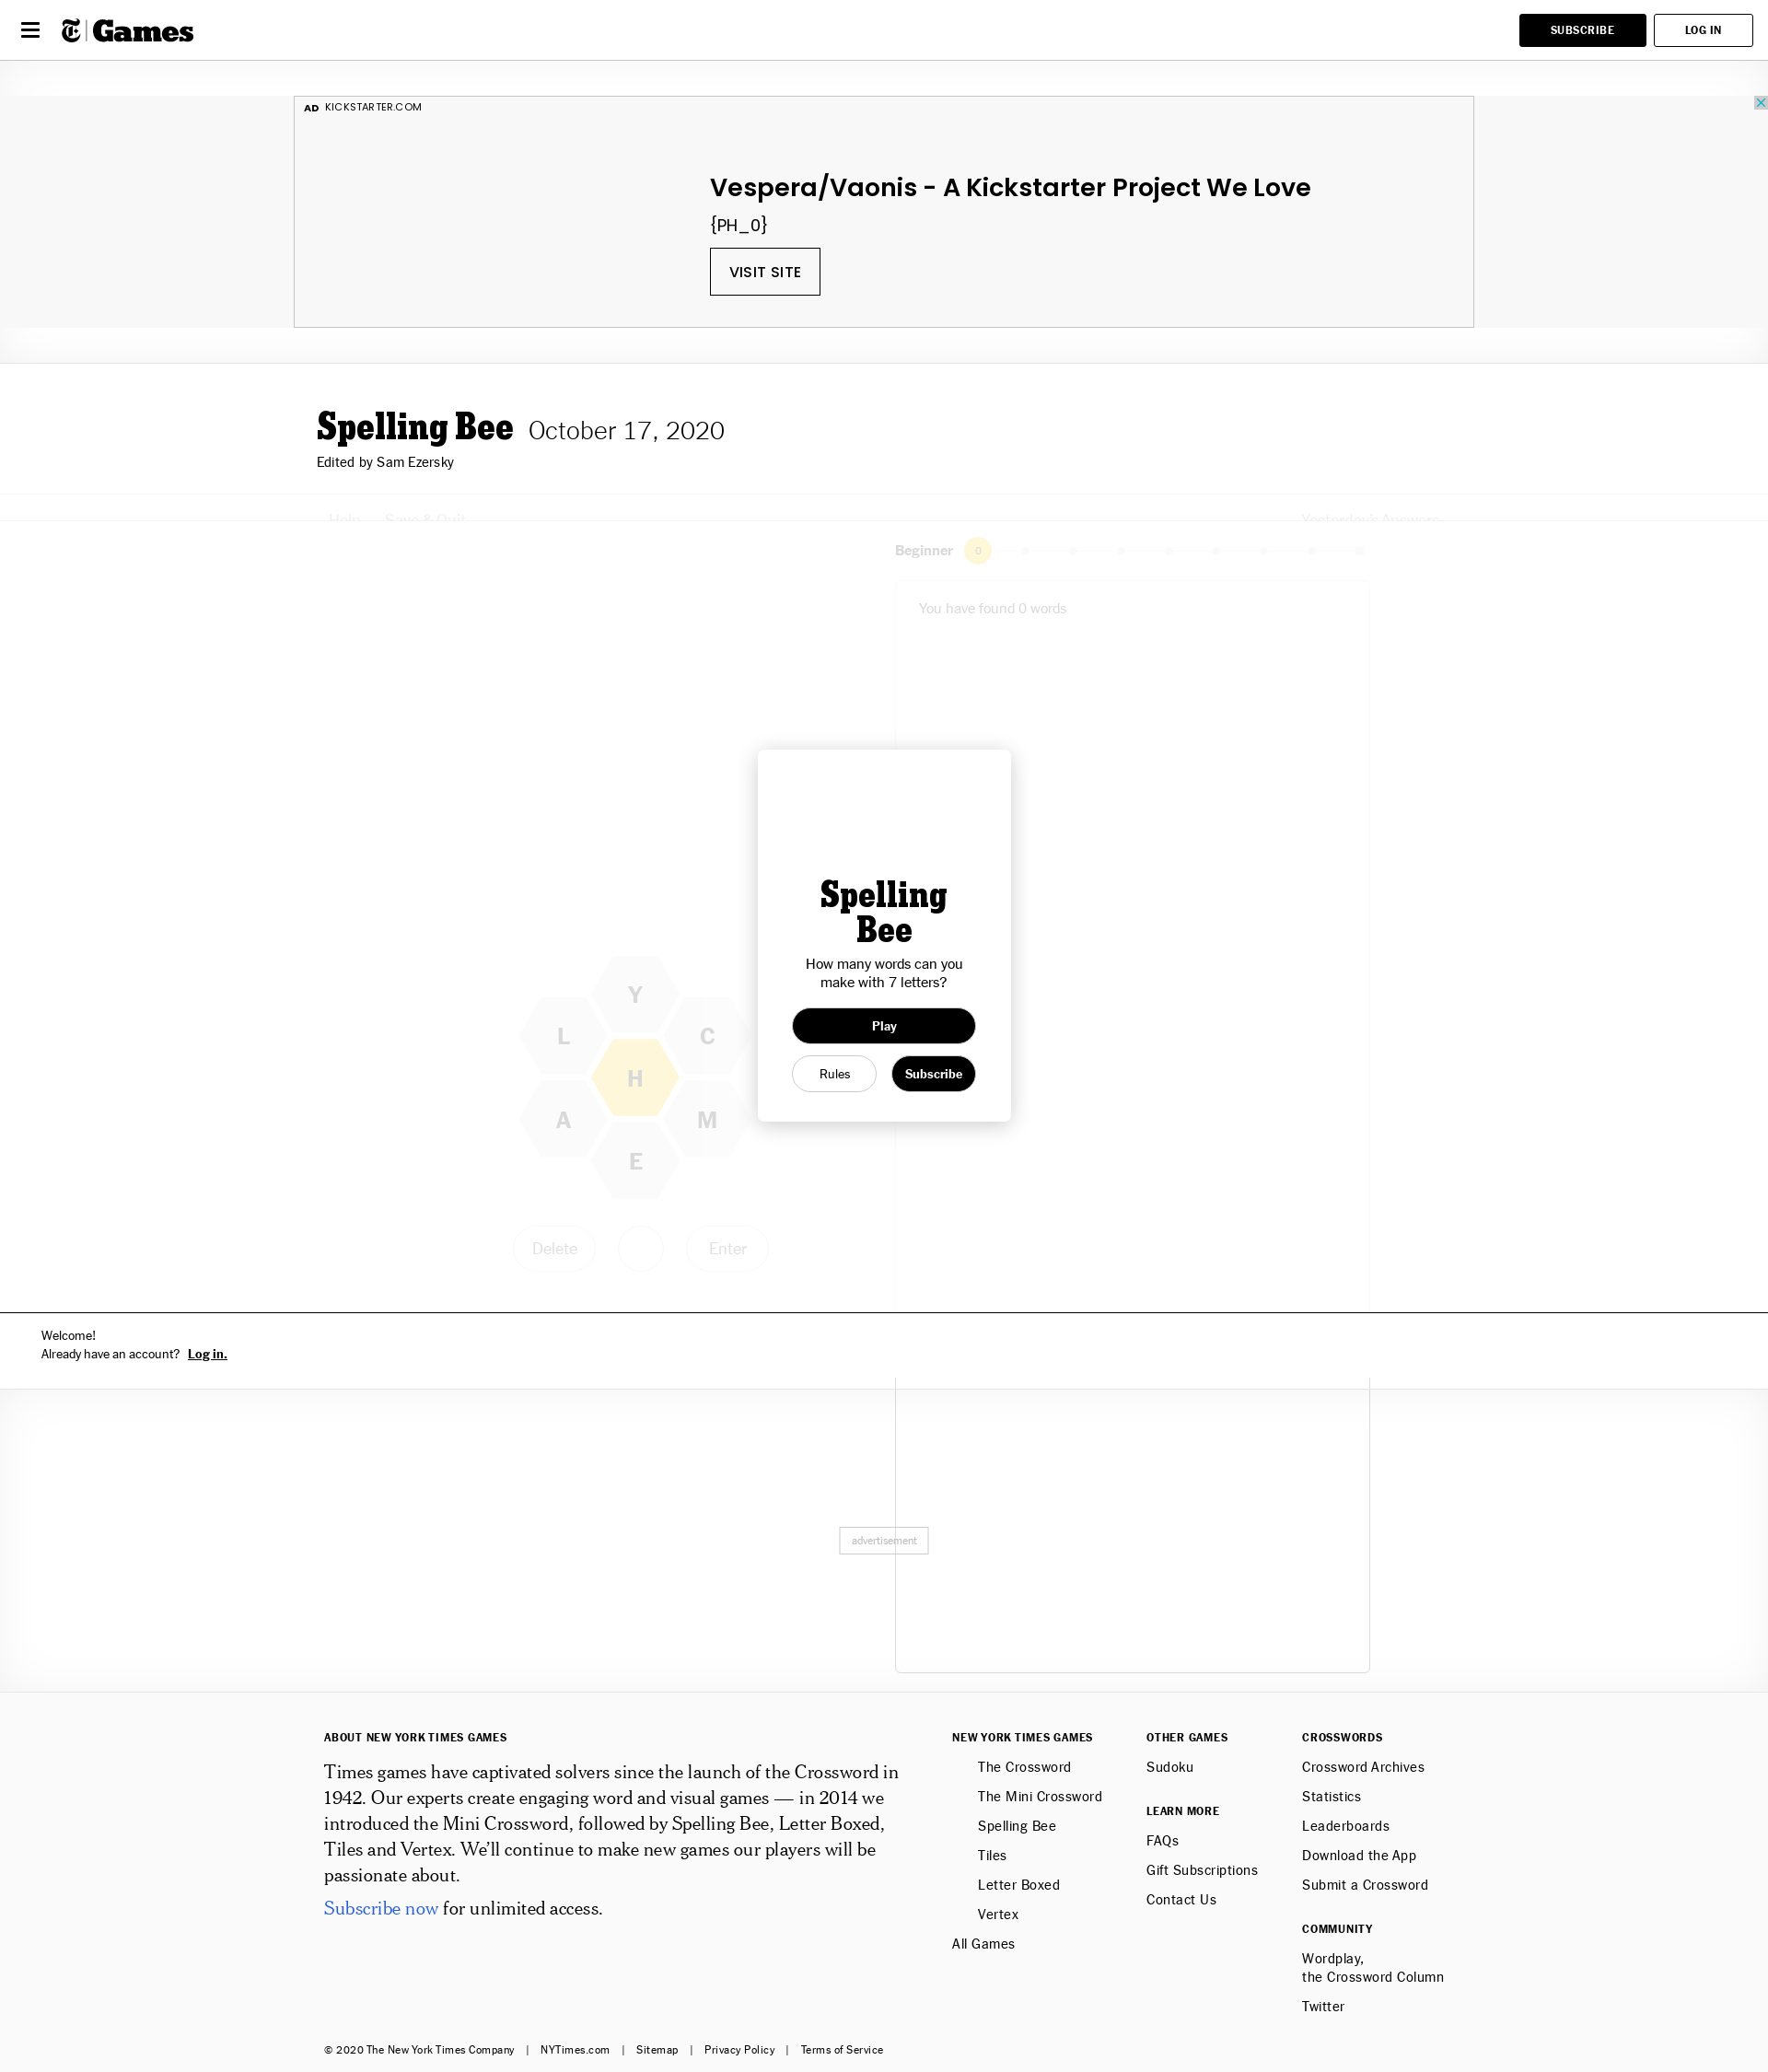 Games
SUBSCRIBE
LOG IN
AD KICKSTARTER.COM
Vespera/Vaonis - A Kickstarter Project We Love
{PH_0}
VISIT SITE
Spelling Bee October 17, 2020
Edited by Sam Ezersky
Help Save & Quit
Yesterday's Answers
Beginner 0
You have found 0 words
Spelling
Bee
How many words can you
make with 7 letters?
Play
Rules Subscribe
Y
L C
H
A M
E
Delete Enter
Welcome!
Already have an account? Log in.
advertisement
ABOUT NEW YORK TIMES GAMES
Times games have captivated solvers since the launch of the Crossword in
1942. Our experts create engaging word and visual games — in 2014 we
introduced the Mini Crossword, followed by Spelling Bee, Letter Boxed,
Tiles and Vertex. We’ll continue to make new games our players will be
passionate about.
Subscribe now for unlimited access.
NEW YORK TIMES GAMES
The Crossword
The Mini Crossword
Spelling Bee
Tiles
Letter Boxed
Vertex
All Games
OTHER GAMES
Sudoku
LEARN MORE
FAQs
Gift Subscriptions
Contact Us
CROSSWORDS
Crossword Archives
Statistics
Leaderboards
Download the App
Submit a Crossword
COMMUNITY
Wordplay,
the Crossword Column
Twitter
© 2020 The New York Times Company | NYTimes.com | Sitemap | Privacy Policy | Terms of Service